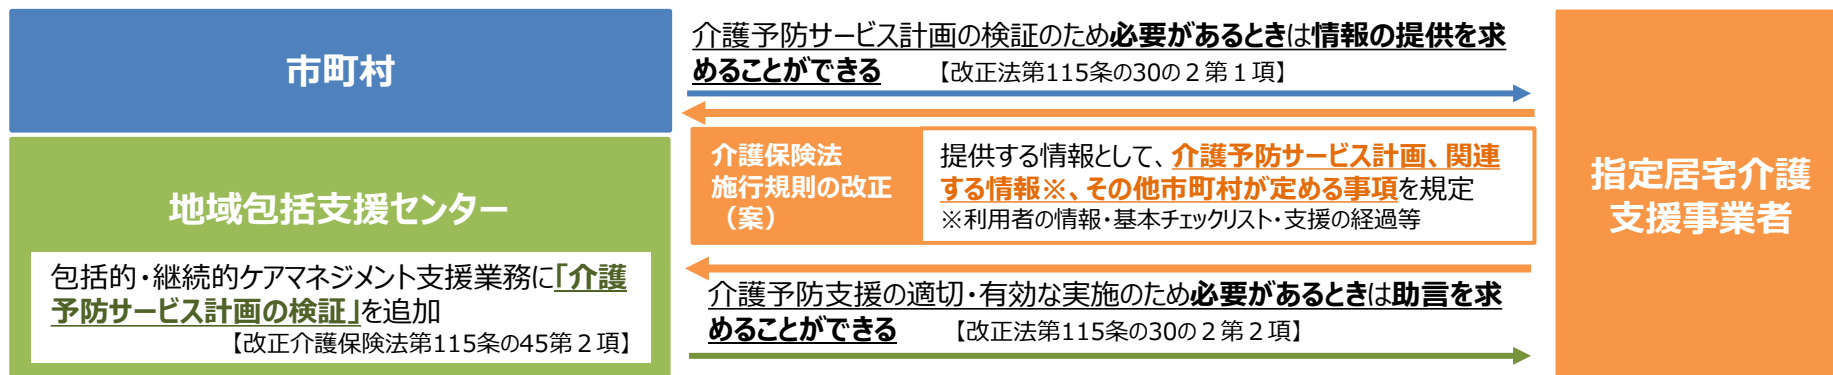 市町村
介護予防サービス計画の検証のため必要があるときは情報の提供を求
めることができる 【改正法第115条の30の２第１項】
介護保険法
施行規則の改正
（案）
提供する情報として、介護予防サービス計画、関連
する情報※、その他市町村が定める事項を規定
※利用者の情報・基本チェックリスト・支援の経過等
指定居宅介護
支援事業者
地域包括支援センター
包括的・継続的ケアマネジメント支援業務に「介護
予防サービス計画の検証」を追加
【改正介護保険法第115条の45第２項】
介護予防支援の適切・有効な実施のため必要があるときは助言を求
めることができる 【改正法第115条の30の２第２項】